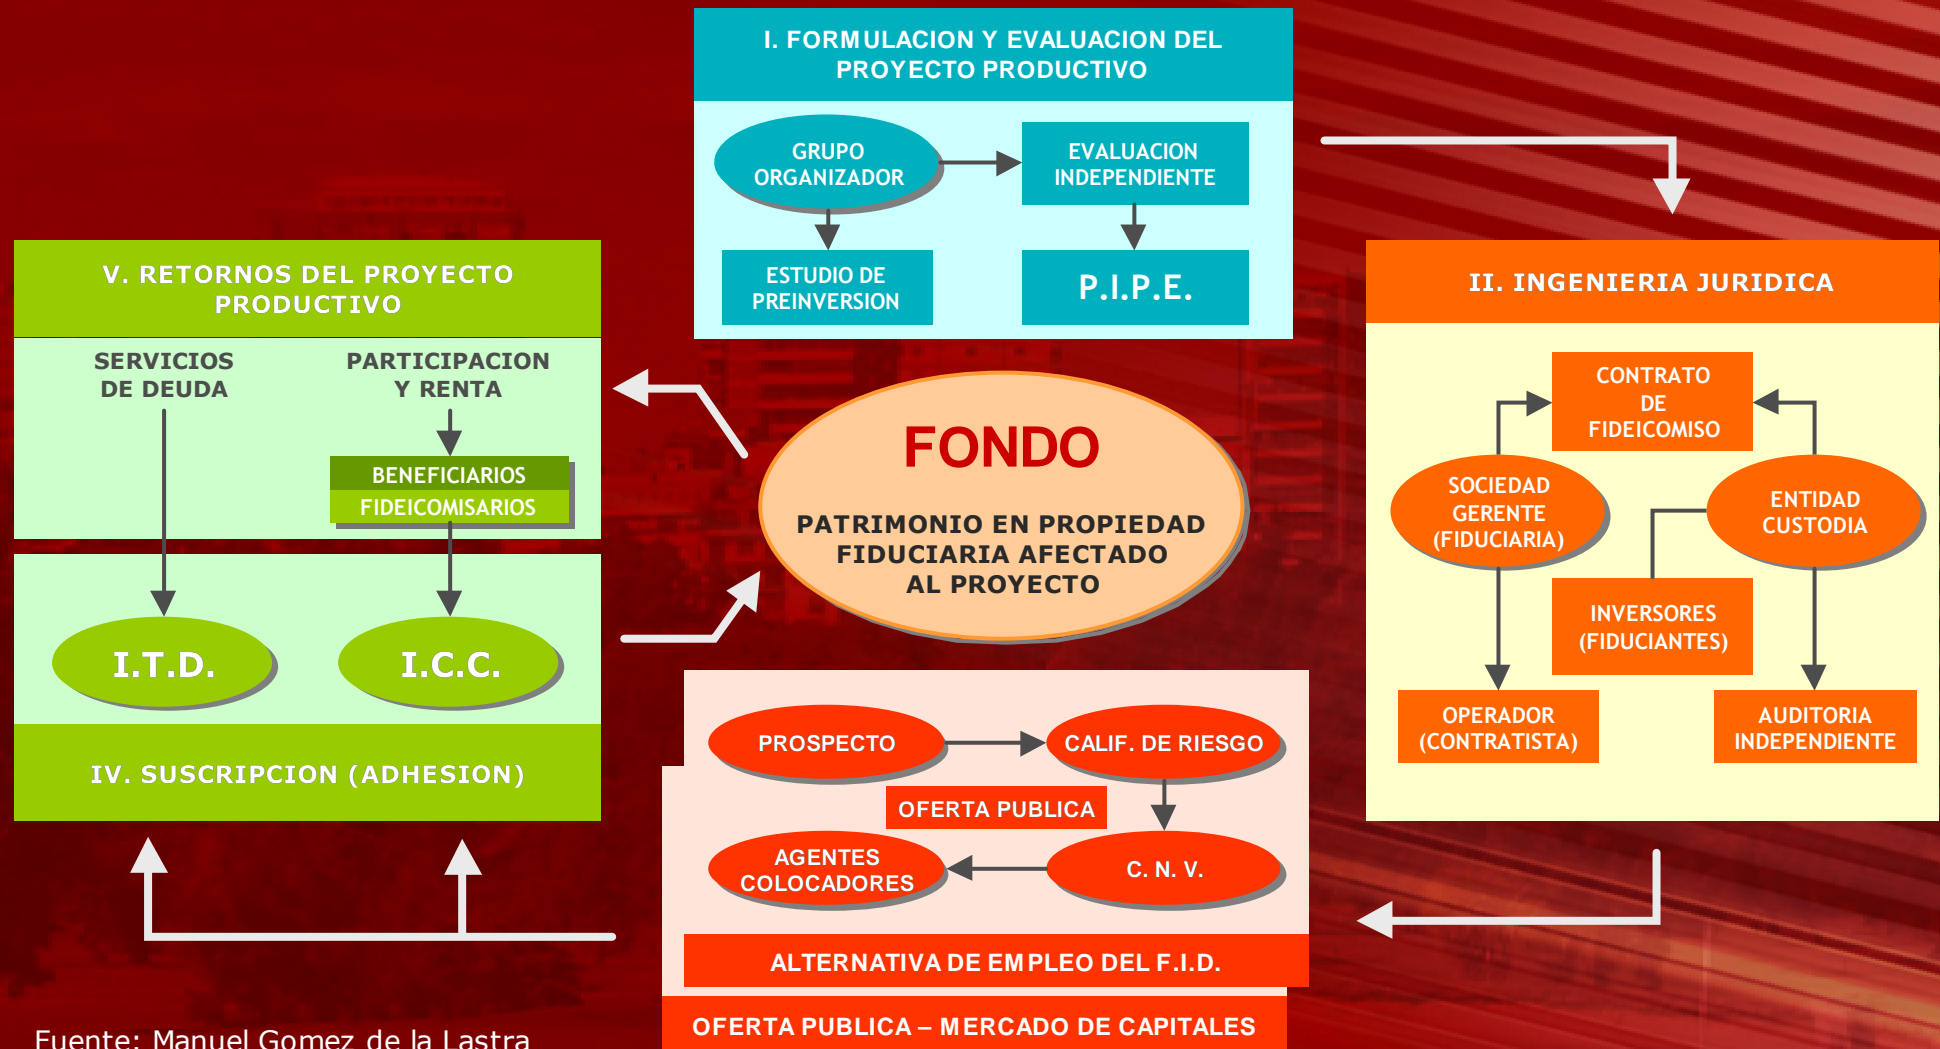 I. FORMULACION Y EVALUACION DEL
PROYECTO PRODUCTIVO
GRUPO
ORGANIZADOR
EVALUACION
INDEPENDIENTE
ESTUDIO DE
PREINVERSION
P.I.P.E.
V. RETORNOS DEL PROYECTO
PRODUCTIVO
SERVICIOS
DE DEUDA
PARTICIPACION
Y RENTA
BENEFICIARIOS
FIDEICOMISARIOS
I.T.D.
I.C.C.
IV. SUSCRIPCION (ADHESION)
FONDO
PATRIMONIO EN PROPIEDAD
FIDUCIARIA AFECTADO
AL PROYECTO
II. INGENIERIA JURIDICA
CONTRATO
DE
FIDEICOMISO
SOCIEDAD
GERENTE
(FIDUCIARIA)
ENTIDAD
CUSTODIA
INVERSORES
(FIDUCIANTES)
OPERADOR
(CONTRATISTA)
AUDITORIA
INDEPENDIENTE
PROSPECTO
CALIF. DE RIESGO
OFERTA PUBLICA
AGENTES
COLOCADORES
C. N. V.
ALTERNATIVA DE EMPLEO DEL F.I.D.
OFERTA PUBLICA – MERCADO DE CAPITALES
Fuente: Manuel Gomez de la Lastra